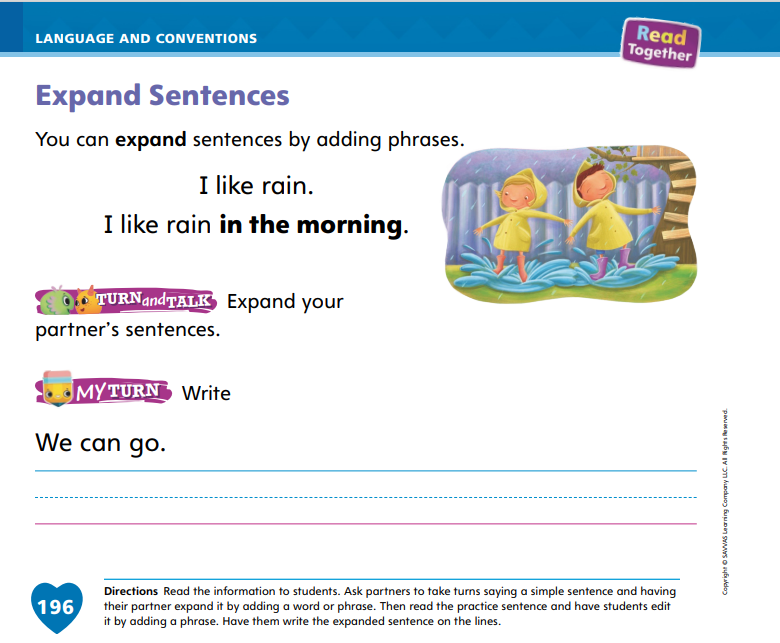 LANGUAGE AND CONVENTIONS
Read
Together
Expand Sentences
You can expand sentences by adding phrases.
I like rain.
I like rain in the morning.
TURNandTALK Expand your
partner's sentences.
MY TURN Write
We can go.
Copyright © SAVVAS Learning Company LLC. All Rights Reserved.
196
Directions Read the information to students. Ask partners to take turns saying a simple sentence and having
their partner expand it by adding a word or phrase. Then read the practice sentence and have students edit
it by adding a phrase. Have them write the expanded sentence on the lines.